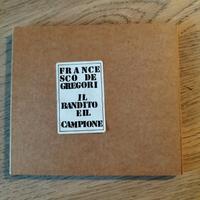 FRANCE
SCO DE
GREGORI
IL
BANDITO
E IL
CAMPIONE